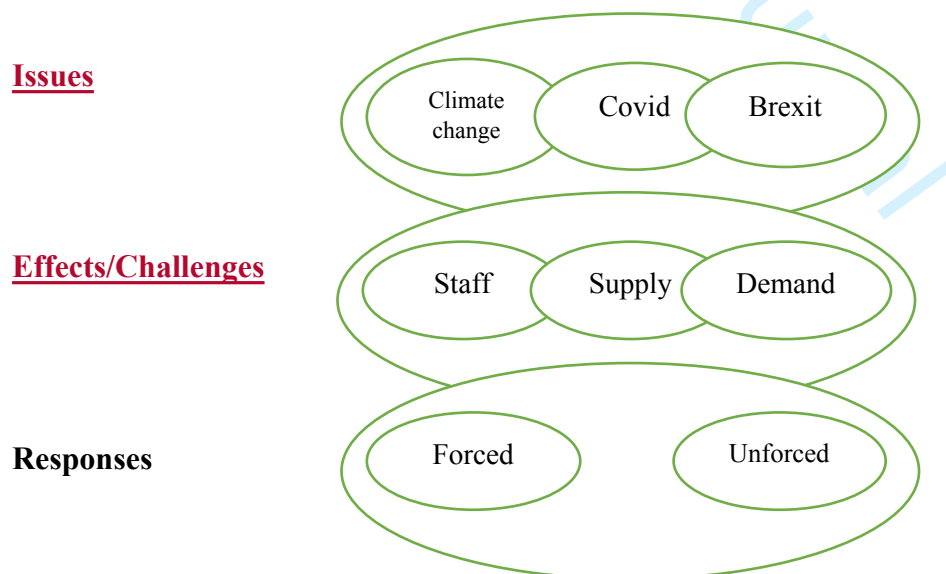 Issues
Climate
change
Covid
Brexit
Effects/Challenges
Staff
Supply
Demand
Responses
Forced
Unforced